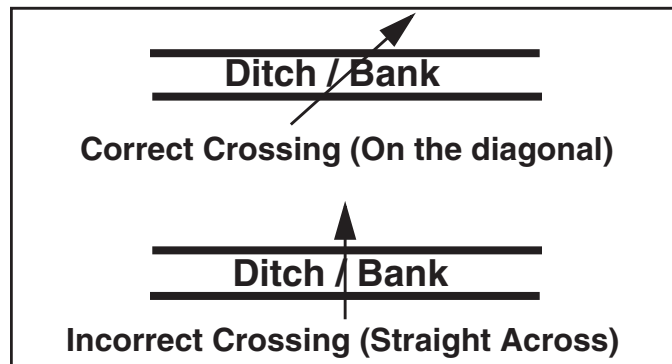 Ditch / Bank
Correct Crossing (On the diagonal)
Ditch / Bank
Incorrect Crossing (Straight Across)